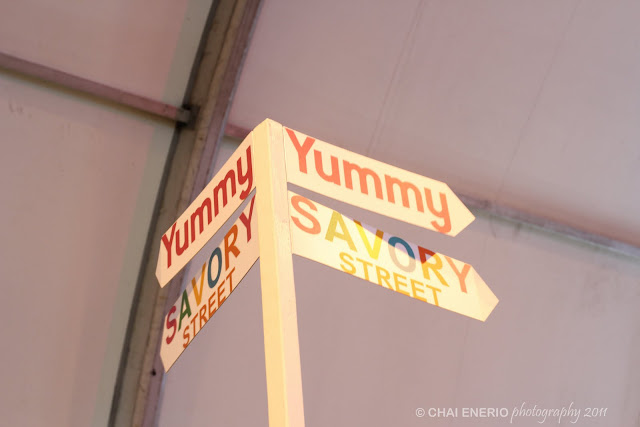 Yummy
SAVORY
STREET
Yummy
SAVORY
STREET
© CHAI ENERIO photography 2011